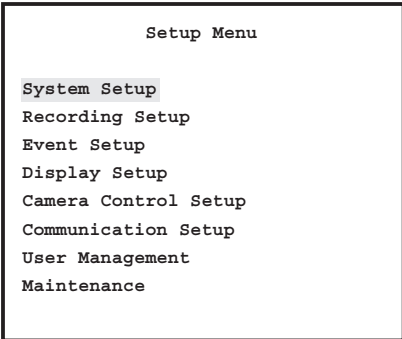 Setup Menu
System Setup
Recording Setup
Event Setup
Display Setup
Camera Control Setup
Communication Setup
User Management
Maintenance